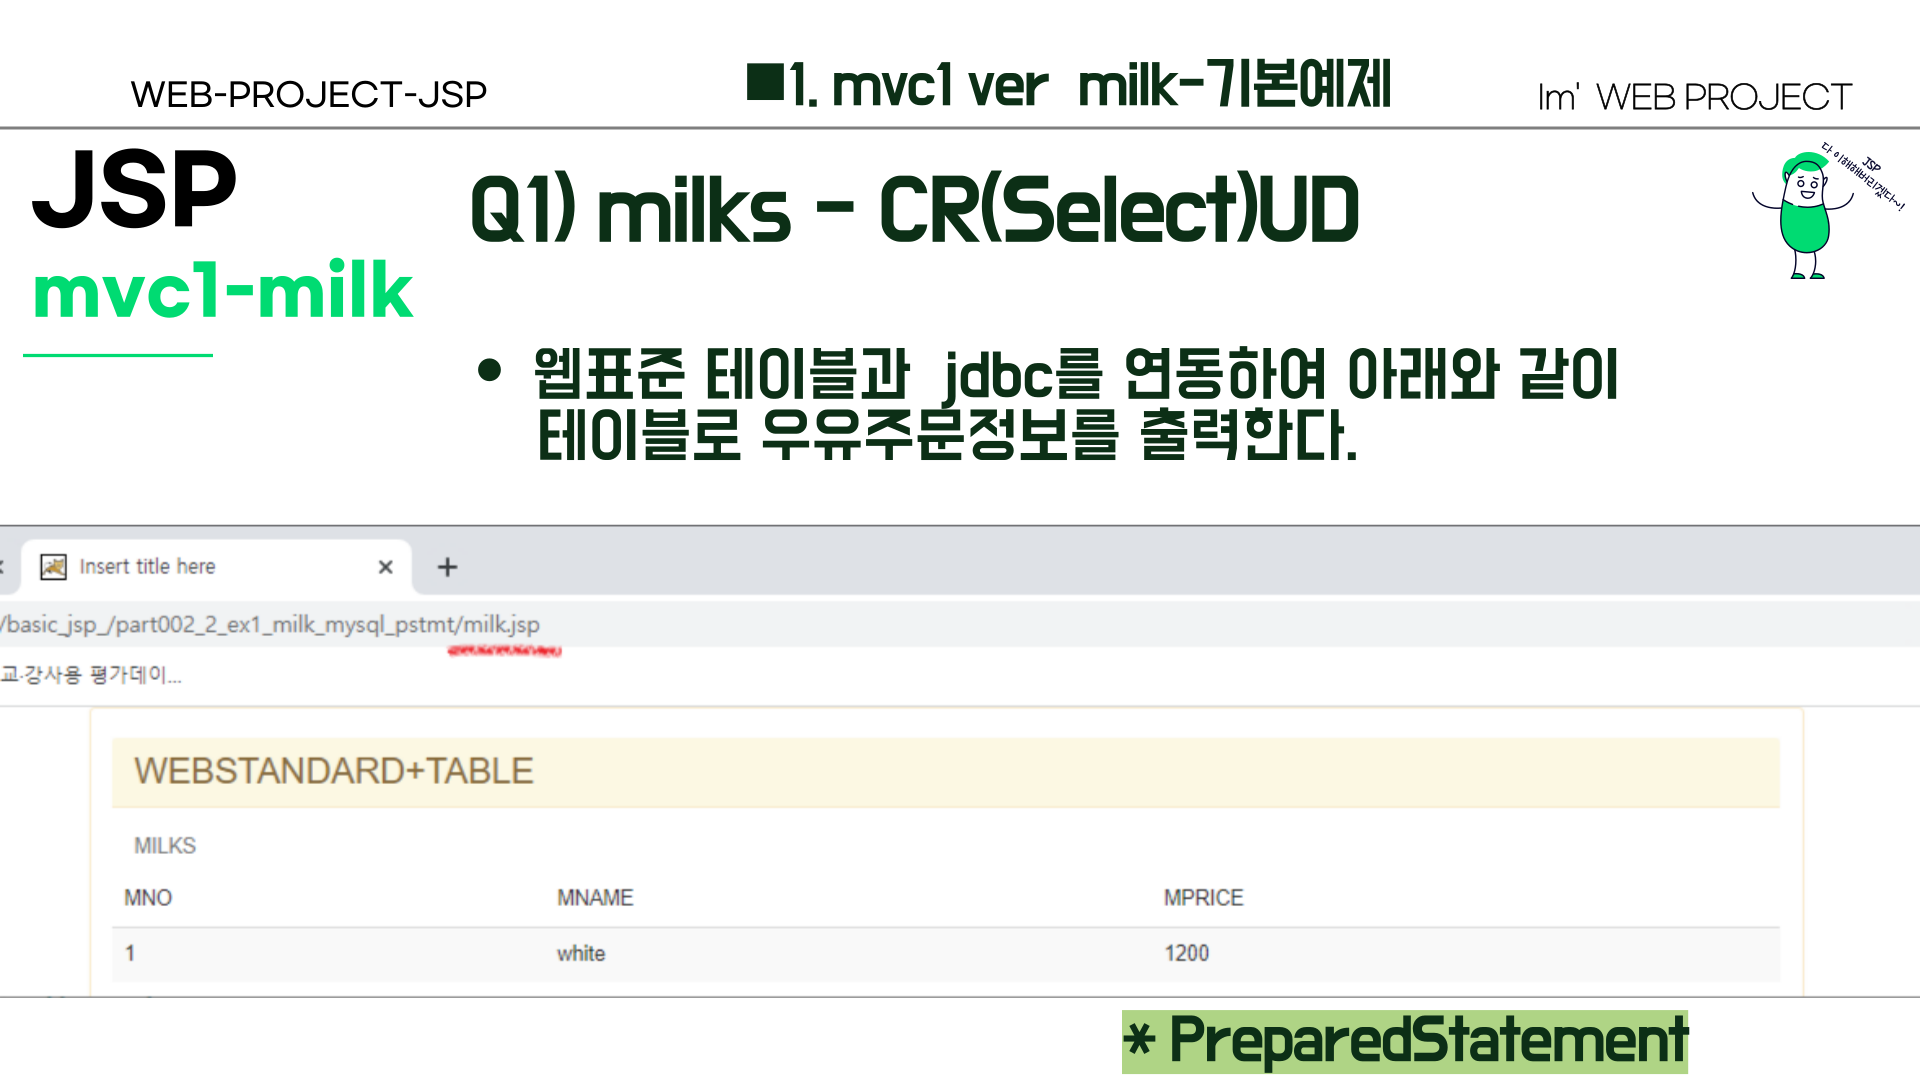 WEB-PROJECT-JSP
■1. mvc1 ver milk-기본예제
Im' WEB PROJECT
JSP
mvc1-milk
Q1) milks - CR(Select)UD
JSP
다 이해해버리겠다~!
• 웹표준 테이블과 jdbc를 연동하여 아래와 같이
테이블로 우유주문정보를 출력한다.
Insert title here
/basic_jsp_/part002_2_ex1_milk_mysql_pstmt/milk.jsp
교·강사용 평가데이...
WEBSTANDARD+TABLE
MILKS
MNO MNAME MPRICE
1 white 1200
* PreparedStatement